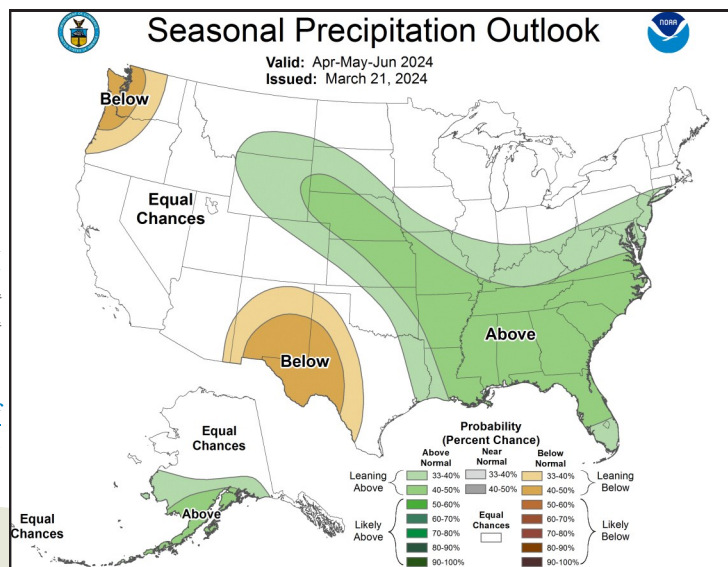 Seasonal Precipitation Outlook
NOAA
Valid: Apr-May-Jun 2024
Issued: March 21, 2024
Below
Equal
Chances
Above
Below
Equal
Chances
Above
Equal
Chances
Probability
(Percent Chance)
Above
Normal
Near
Normal
Below
Normal
Leaning
Above
33-40%
33-40%
33-40%
Leaning
Below
40-50%
40-50%
40-50%
Likely
Above
50-60%
Equal
Chances
50-60%
Likely
Below
60-70%
60-70%
70-80%
70-80%
80-90%
80-90%
90-100%
90-100%